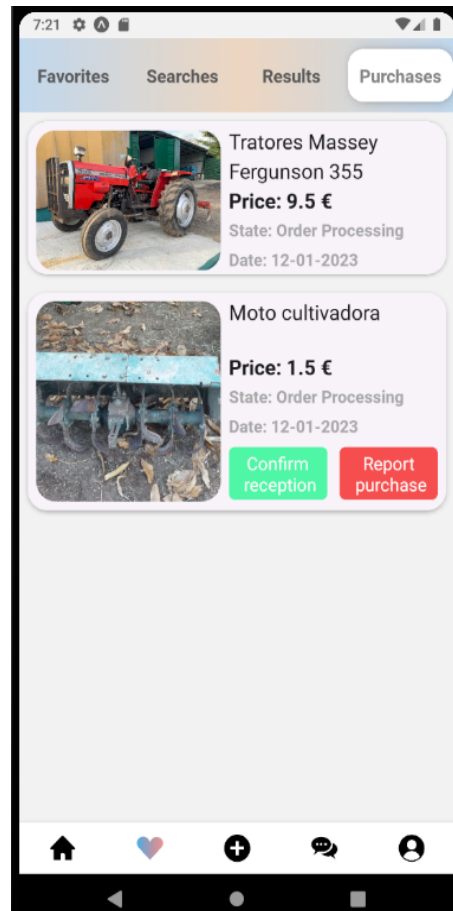 7:21
Favorites Searches Results Purchases
Tratores Massey
Fergunson 355
Price: 9.5 €
State: Order Processing
Date: 12-01-2023
Moto cultivadora
Price: 1.5 €
State: Order Processing
Date: 12-01-2023
Confirm
reception
Report
purchase